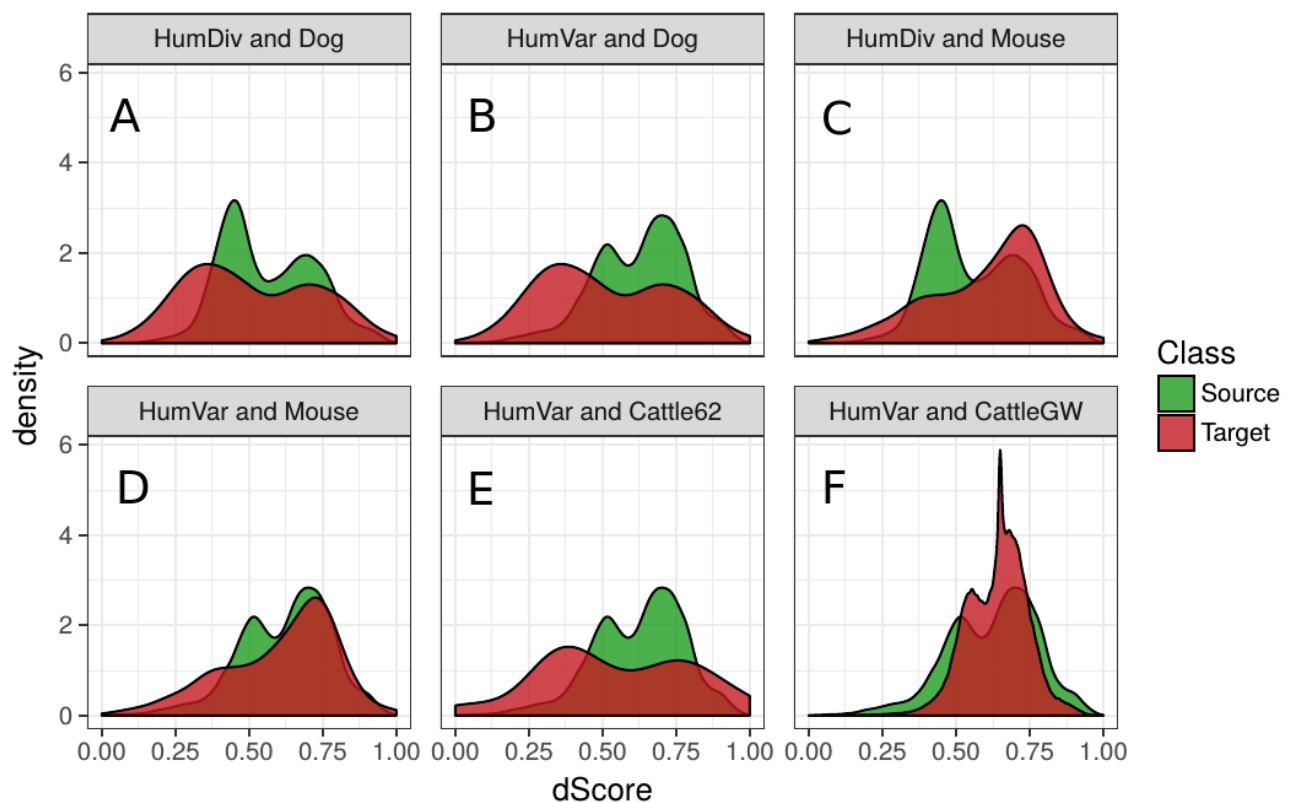 HumDiv and Dog
HumVar and Dog
HumDiv and Mouse
6
4
2
0
A
B
C
density
HumVar and Mouse
HumVar and Cattle62
HumVar and CattleGW
6
4
2
0
D
E
F
0.00 0.25 0.50 0.75 1.00
0.00 0.25 0.50 0.75 1.00
0.00 0.25 0.50 0.75 1.00
dScore
Class
Source
Target